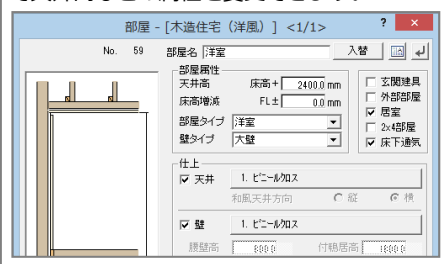 部屋 - [木造住宅（洋風）] <1/1> ? ×
No. 59 部屋名 洋室 入替
部屋属性
天井高 床高+ 2400.0 mm
床高増減 FL± 0.0 mm
部屋タイプ 洋室
壁タイプ 大壁
玄関建具
外部部屋
居室
2x4部屋
床下通気
仕上
天井 1. ビニールクロス
和風天井方向 縦 横
壁 1. ビニールクロス
腰壁高 800.0 付鴨居高 1800.0